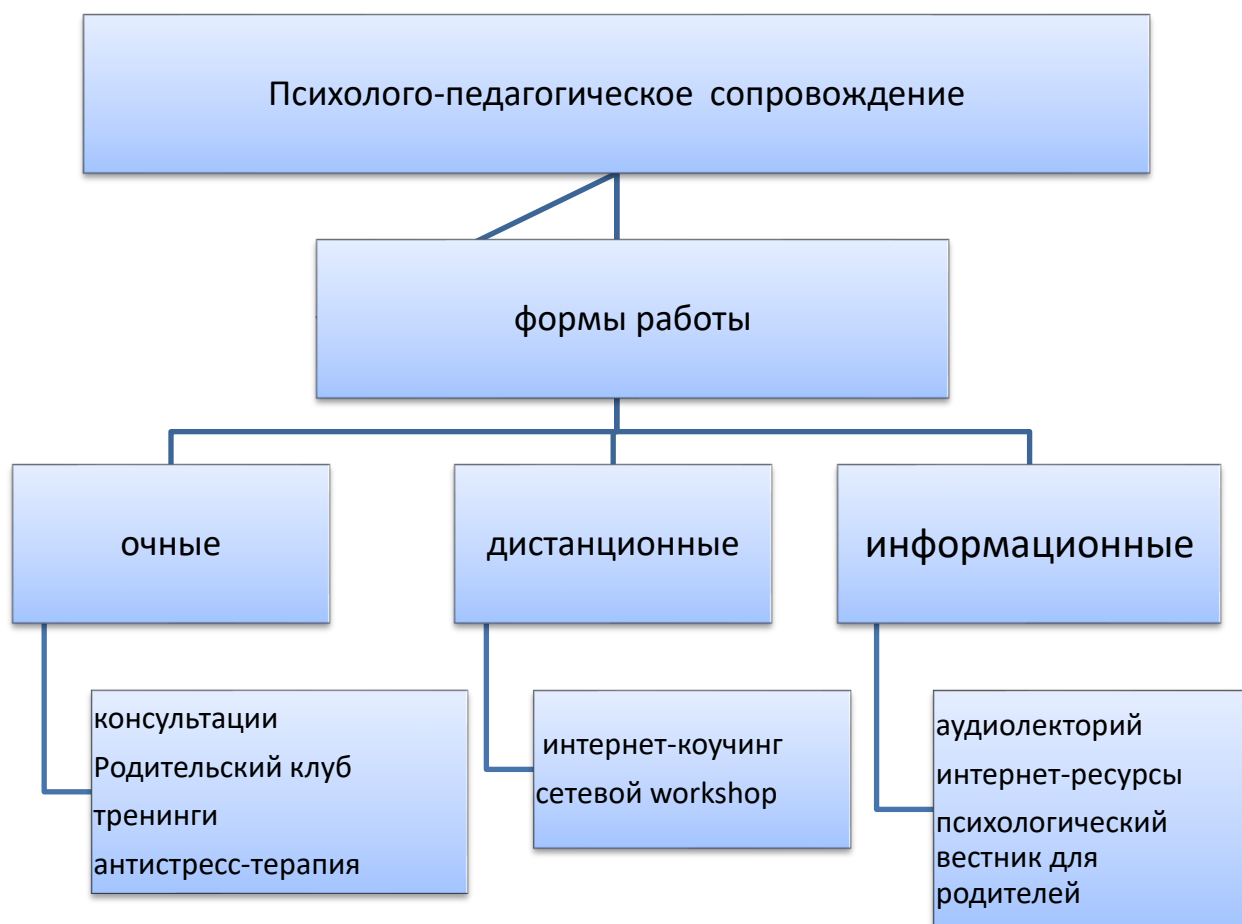 Психолого-педагогическое сопровождение
формы работы
очные
дистанционные
информационные
консультации
Родительский клуб
тренинги
антистресс-терапия
интернет-коучинг
сетевой workshop
аудиолекторий
интернет-ресурсы
психологический
вестник для
родителей